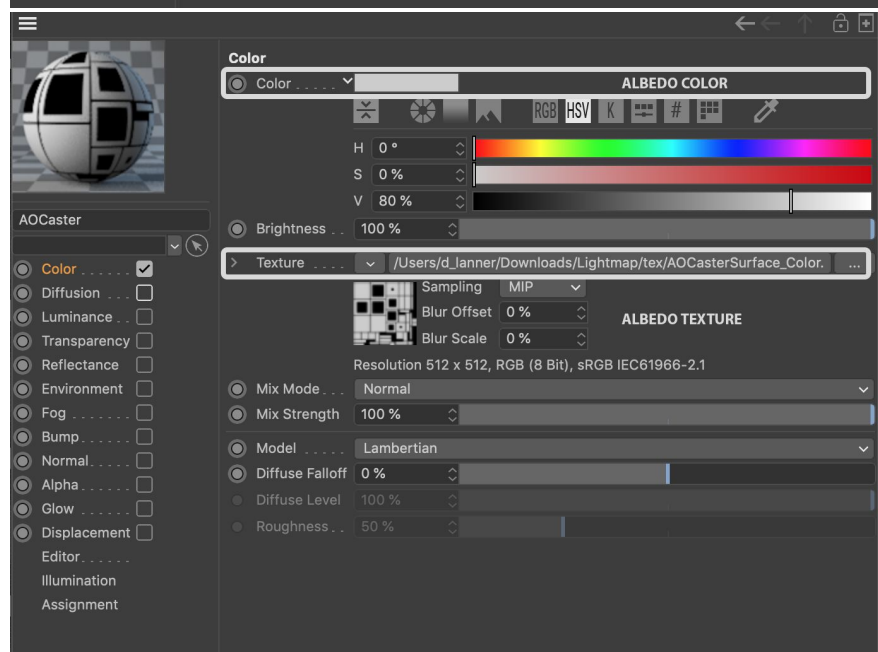 Color
Color . . . . . ALBEDO COLOR
RGB HSV K #
H 0 °
S 0 %
V 80 %
AOCaster
Brightness . . 100 %
Texture . . . . /Users/d_lanner/Downloads/Lightmap/tex/AOCasterSurface_Color. ...
Sampling MIP
Blur Offset 0 %
ALBEDO TEXTURE
Blur Scale 0 %
Resolution 512 x 512, RGB (8 Bit), sRGB IEC61966-2.1
Mix Mode . . . Normal
Mix Strength 100 %
Model . . . . . Lambertian
Diffuse Falloff 0 %
Diffuse Level 100 %
Roughness . . 50 %
Color . . . . . .
Diffusion . . .
Luminance . .
Transparency
Reflectance
Environment
Fog . . . . . . .
Bump . . . . . .
Normal . . . . .
Alpha . . . . . .
Glow . . . . . .
Displacement
Editor . . . . . .
Illumination
Assignment